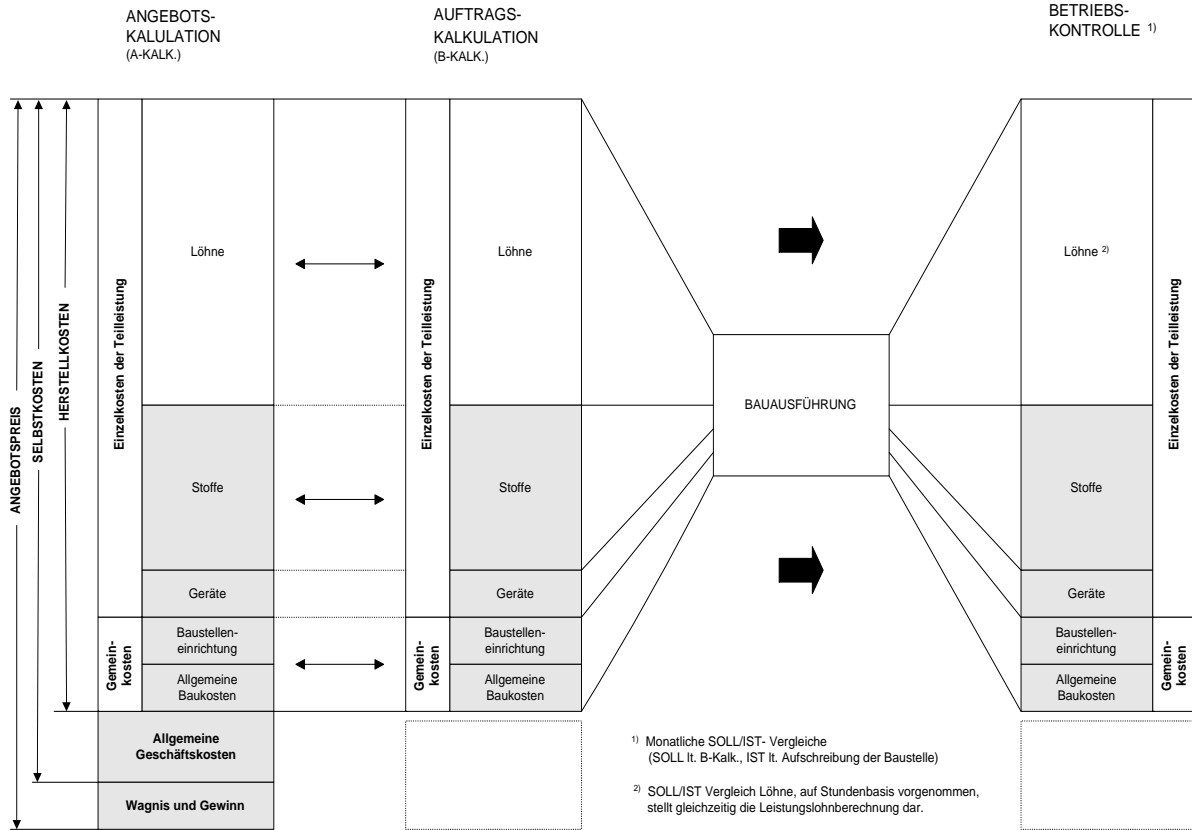 ANGEBOTS-
KALULATION
(A-KALK.)
AUFTRAGS-
KALKULATION
(B-KALK.)
BETRIEBS-
KONTROLLE 1)
ANGEBOTSPREIS
SELBSTKOSTEN
HERSTELLKOSTEN
Einzelkosten der Teilleistung
Löhne
Stoffe
Geräte
Gemein-
kosten
Baustellen-
einrichtung
Allgemeine
Baukosten
Allgemeine
Geschäftskosten
Wagnis und Gewinn
Einzelkosten der Teilleistung
Löhne
Stoffe
Geräte
Gemein-
kosten
Baustellen-
einrichtung
Allgemeine
Baukosten
BAUAUSFÜHRUNG
Löhne 2)
Stoffe
Geräte
Baustellen-
einrichtung
Allgemeine
Baukosten
Einzelkosten der Teilleistung
Gemein-
kosten
1) Monatliche SOLL/IST- Vergleiche
(SOLL lt. B-Kalk., IST lt. Aufschreibung der Baustelle)
2) SOLL/IST Vergleich Löhne, auf Stundenbasis vorgenommen,
stellt gleichzeitig die Leistungslohnberechnung dar.